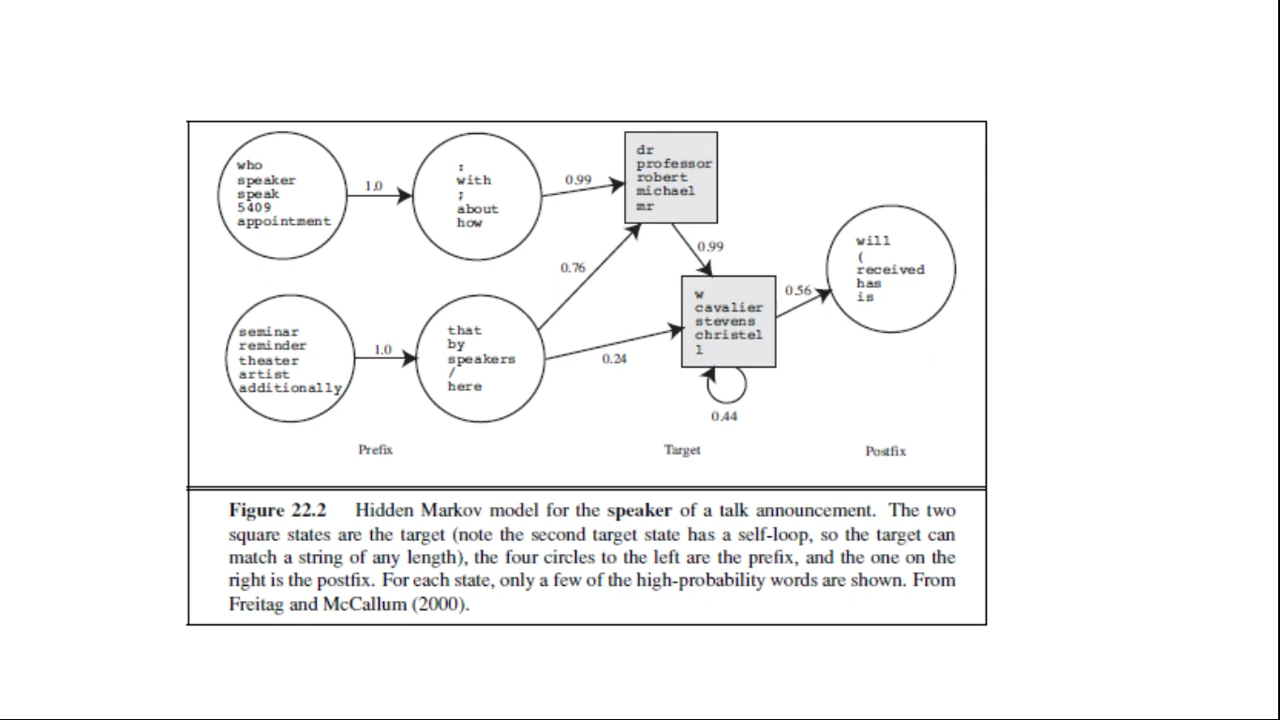 who
speaker
speak
5409
appointment
1.0
:
with
;
about
how
0.99
dr
professor
robert
michael
mr
0.99
0.76
seminar
reminder
theater
artist
additionally
1.0
that
by
speakers
/
here
0.24
w
cavalier
stevens
christel
l
0.44
0.56
will
(
received
has
is
Prefix
Target
Postfix
Figure 22.2 Hidden Markov model for the speaker of a talk announcement. The two
square states are the target (note the second target state has a self-loop, so the target can
match a string of any length), the four circles to the left are the prefix, and the one on the
right is the postfix. For each state, only a few of the high-probability words are shown. From
Freitag and McCallum (2000).